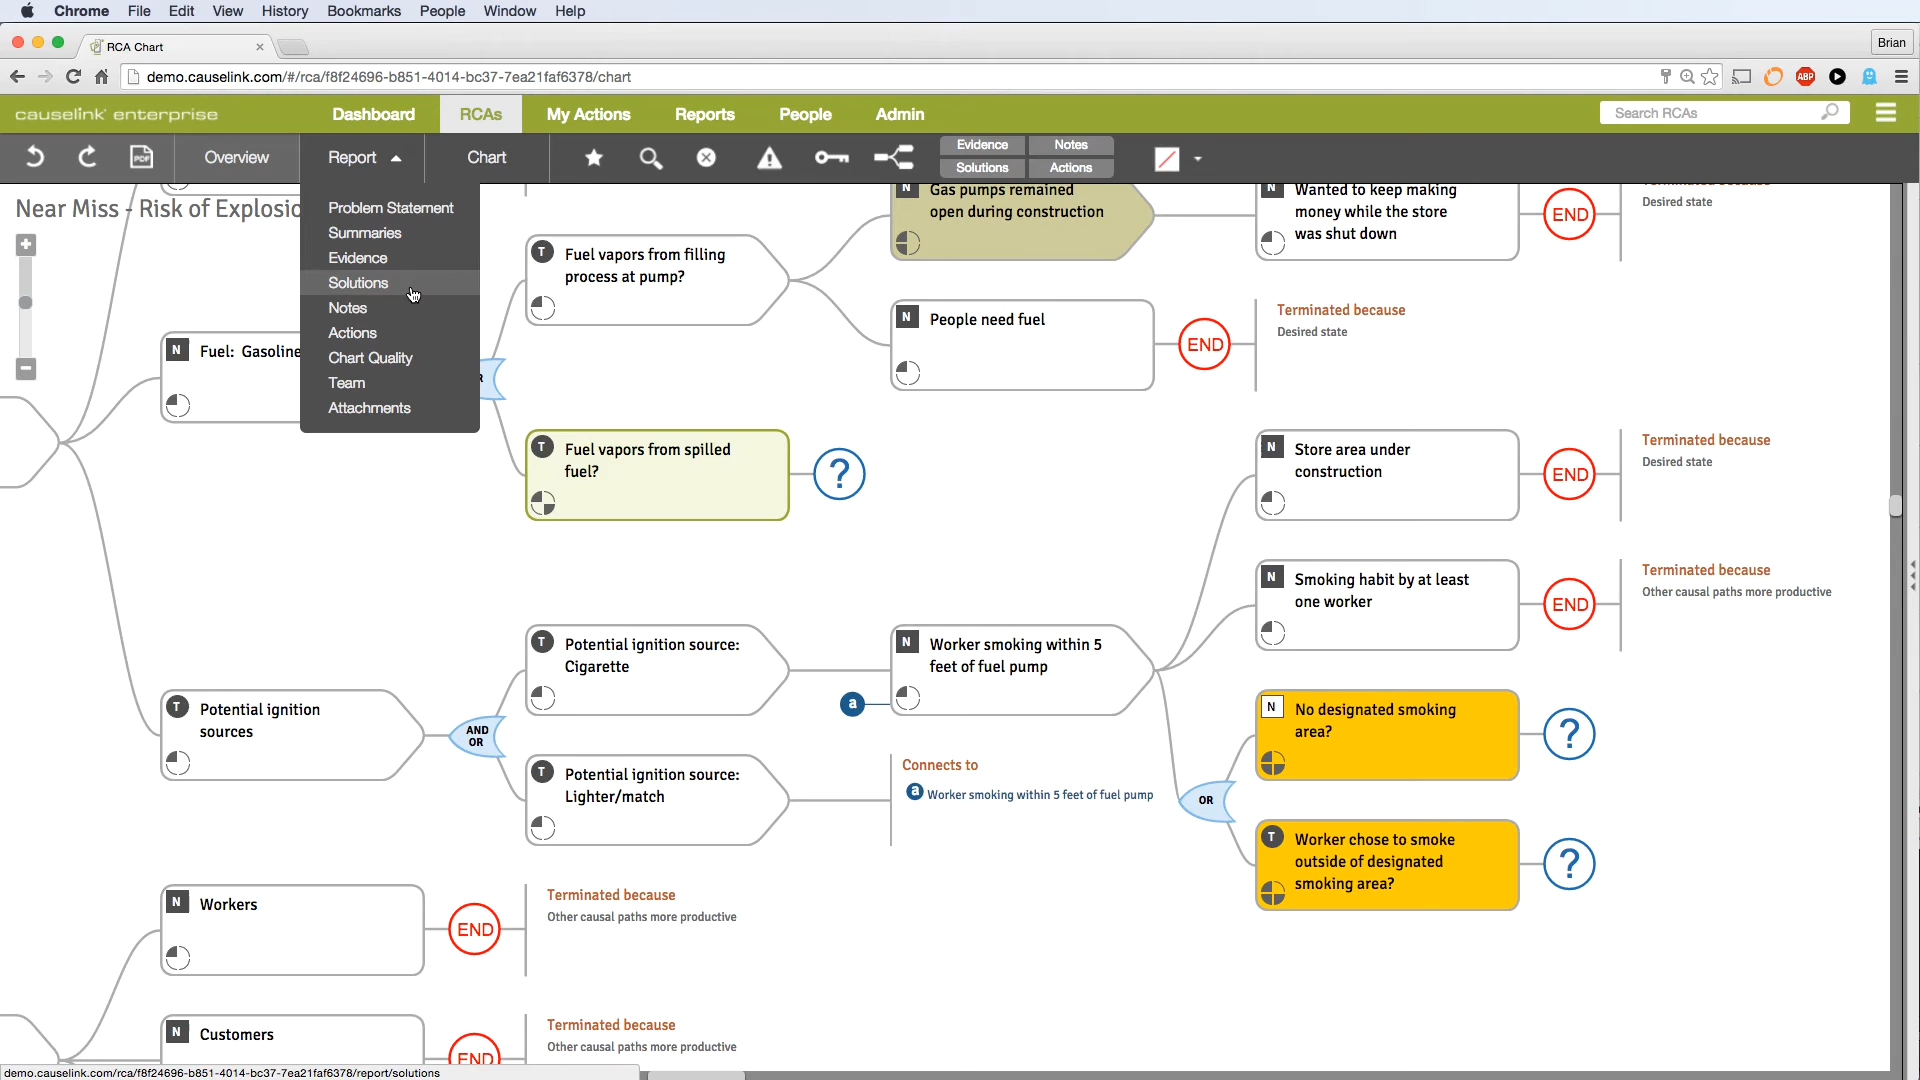 Chrome File Edit View History Bookmarks People Window Help
RCA Chart
Brian
demo.causelink.com/#/rca/f8f24696-b851-4014-bc37-7ea21faf6378/chart
ABP
causelink enterprise
Dashboard RCAs My Actions Reports People Admin
Search RCAs
PDF
Overview Report Chart
Evidence Notes
Solutions Actions
Near Miss - Risk of Explosio
Problem Statement
Summaries
Evidence
Solutions
Notes
Actions
Chart Quality
Team
Attachments
N
Gas pumps remained
open during construction
N
Wanted to keep making
money while the store
was shut down
END
Terminated because
Desired state
T
Fuel vapors from filling
process at pump?
N
People need fuel
END
Terminated because
Desired state
N
Fuel: Gasoline
R
T
Fuel vapors from spilled
fuel?
?
N
Store area under
construction
END
Terminated because
Desired state
N
Smoking habit by at least
one worker
END
Terminated because
Other causal paths more productive
T
Potential ignition source:
Cigarette
N
Worker smoking within 5
feet of fuel pump
a
T
Potential ignition
sources
AND
OR
N
No designated smoking
area?
?
T
Potential ignition source:
Lighter/match
Connects to
a Worker smoking within 5 feet of fuel pump
OR
T
Worker chose to smoke
outside of designated
smoking area?
?
N
Workers
END
Terminated because
Other causal paths more productive
N
Customers
END
Terminated because
Other causal paths more productive
demo.causelink.com/rca/f8f24696-b851-4014-bc37-7ea21faf6378/report/solutions